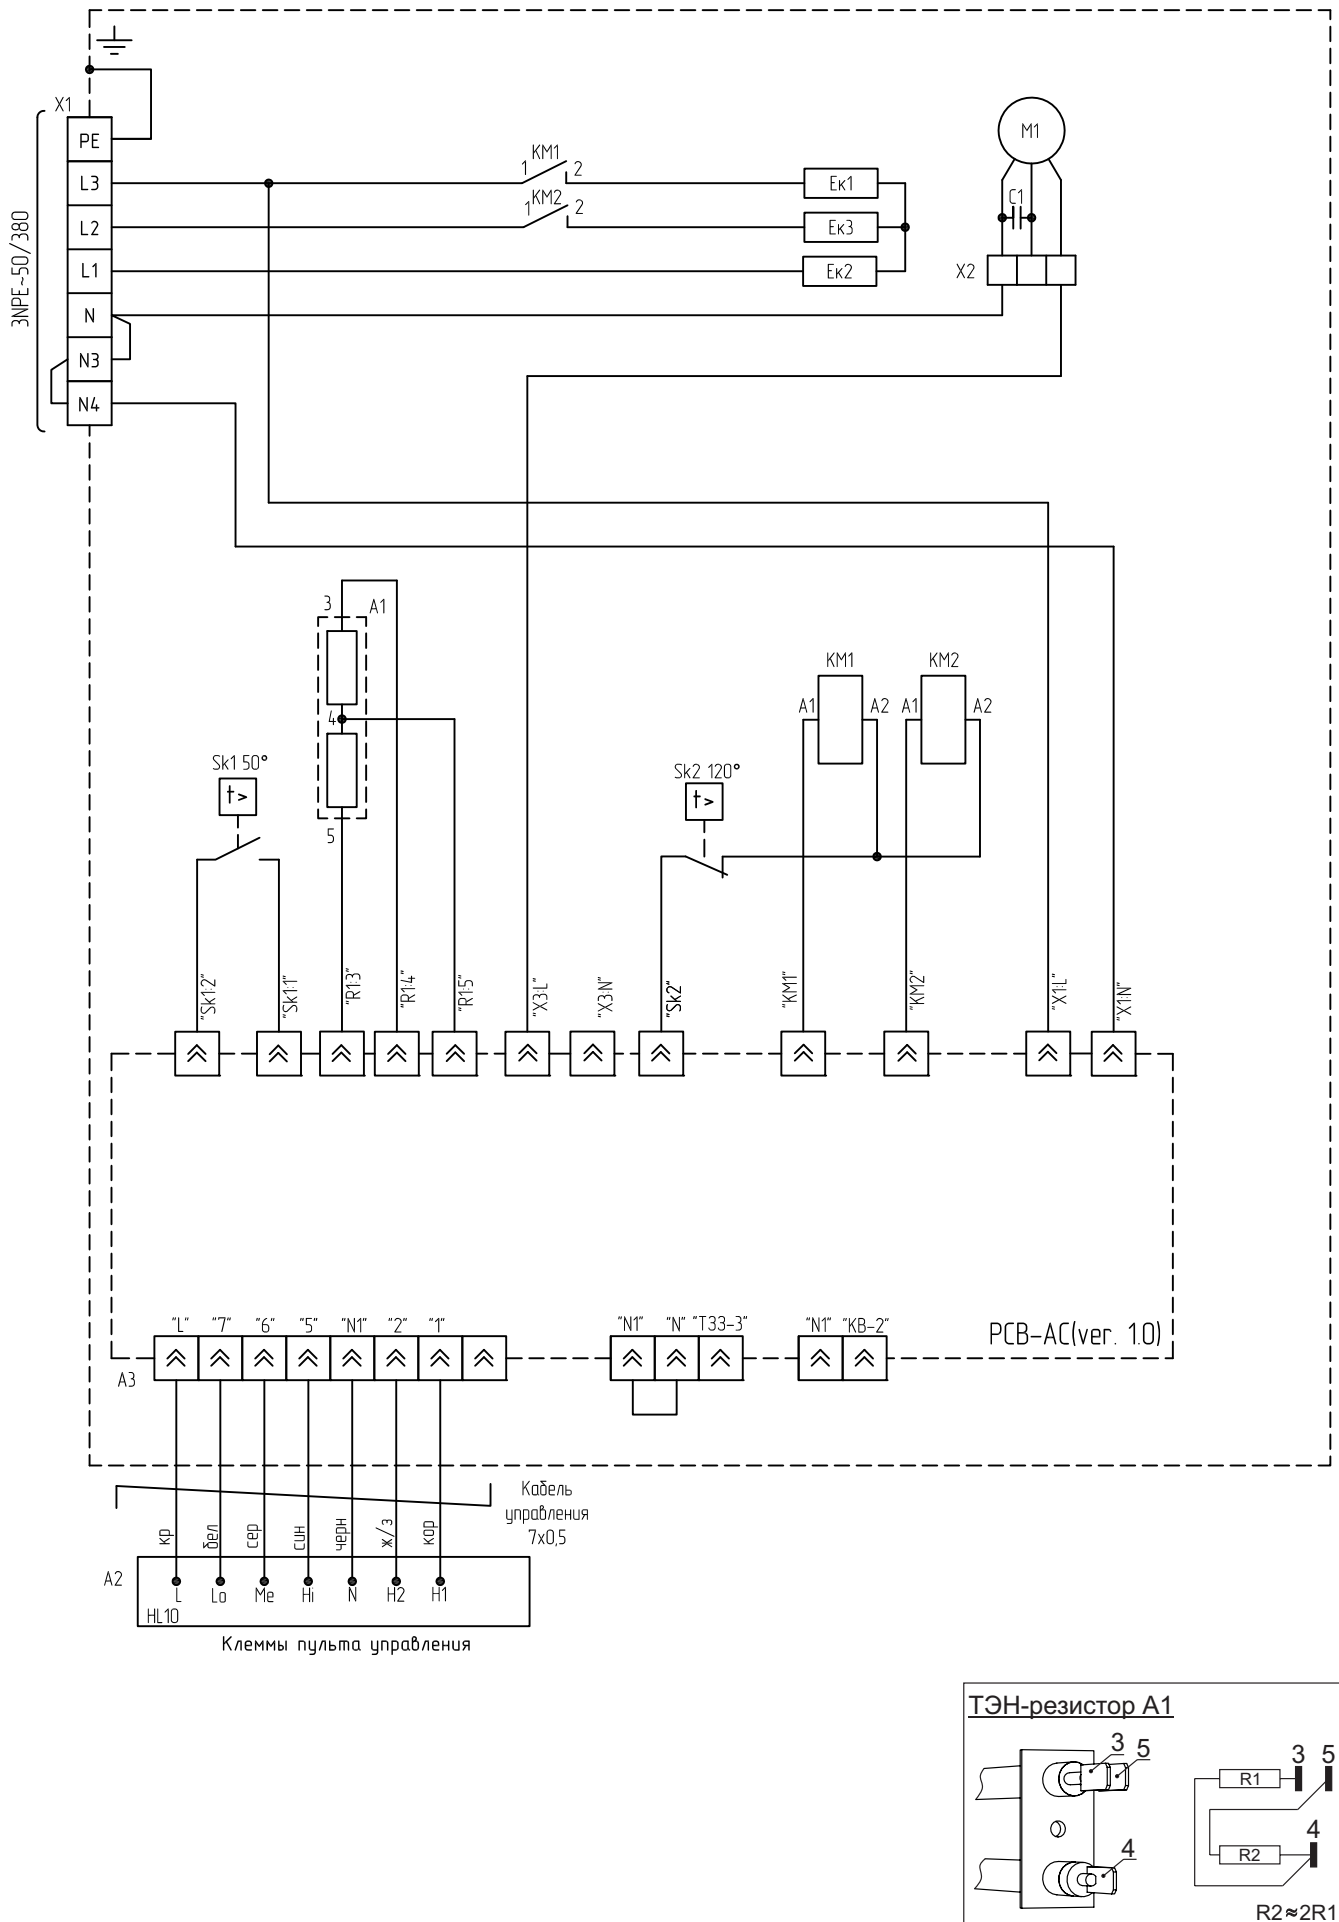 X1
PE
L3
L2
L1
N
N3
N4
3NPE~50/380
1 KM1 2
1 KM2 2
Ек1
Ек3
Ек2
M1
C1
X2
3
A1
4
5
Sk1 50°
t>
Sk2 120°
t>
KM1
A1 A2
KM2
A1 A2
"Sk1:2"
"Sk1:1"
"R1:3"
"R1:4"
"R1:5"
"X3:L"
"X3:N"
"Sk2"
"KM1"
"KM2"
"X1:L"
"X1:N"
"L" "7" "6" "5" "N1" "2" "1"
"N1" "N" "T33-3"
"N1" "KB-2"
PCB-AC(ver. 1.0)
A3
Кабель
управления
7x0,5
кр
бел
сер
син
черн
ж/з
кор
A2
L Lo Me Hi N H2 H1
HL10
Клеммы пульта управления
ТЭН-резистор А1
3 5
4
R1
3 5
4
R2
R2≈2R1